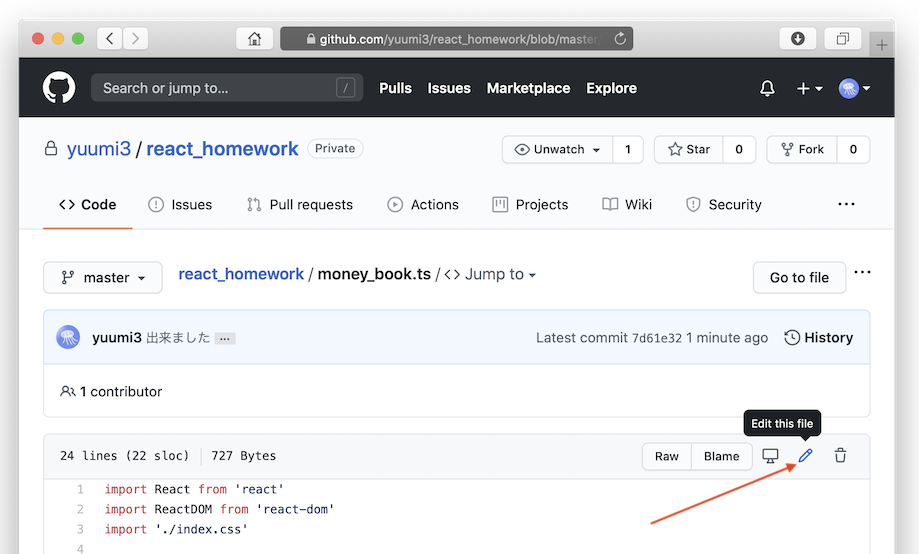 github.com/yuumi3/react_homework/blob/master
Search or jump to... /
Pulls Issues Marketplace Explore
yuumi3 / react_homework Private
Unwatch 1 Star 0 Fork 0
Code Issues Pull requests Actions Projects Wiki Security ...
master react_homework / money_book.ts / <> Jump to Go to file ...
yuumi3 出来ました ... Latest commit 7d61e32 1 minute ago History
1 contributor
Edit this file
24 lines (22 sloc) 727 Bytes Raw Blame
1 import React from 'react'
2 import ReactDOM from 'react-dom'
3 import './index.css'
4